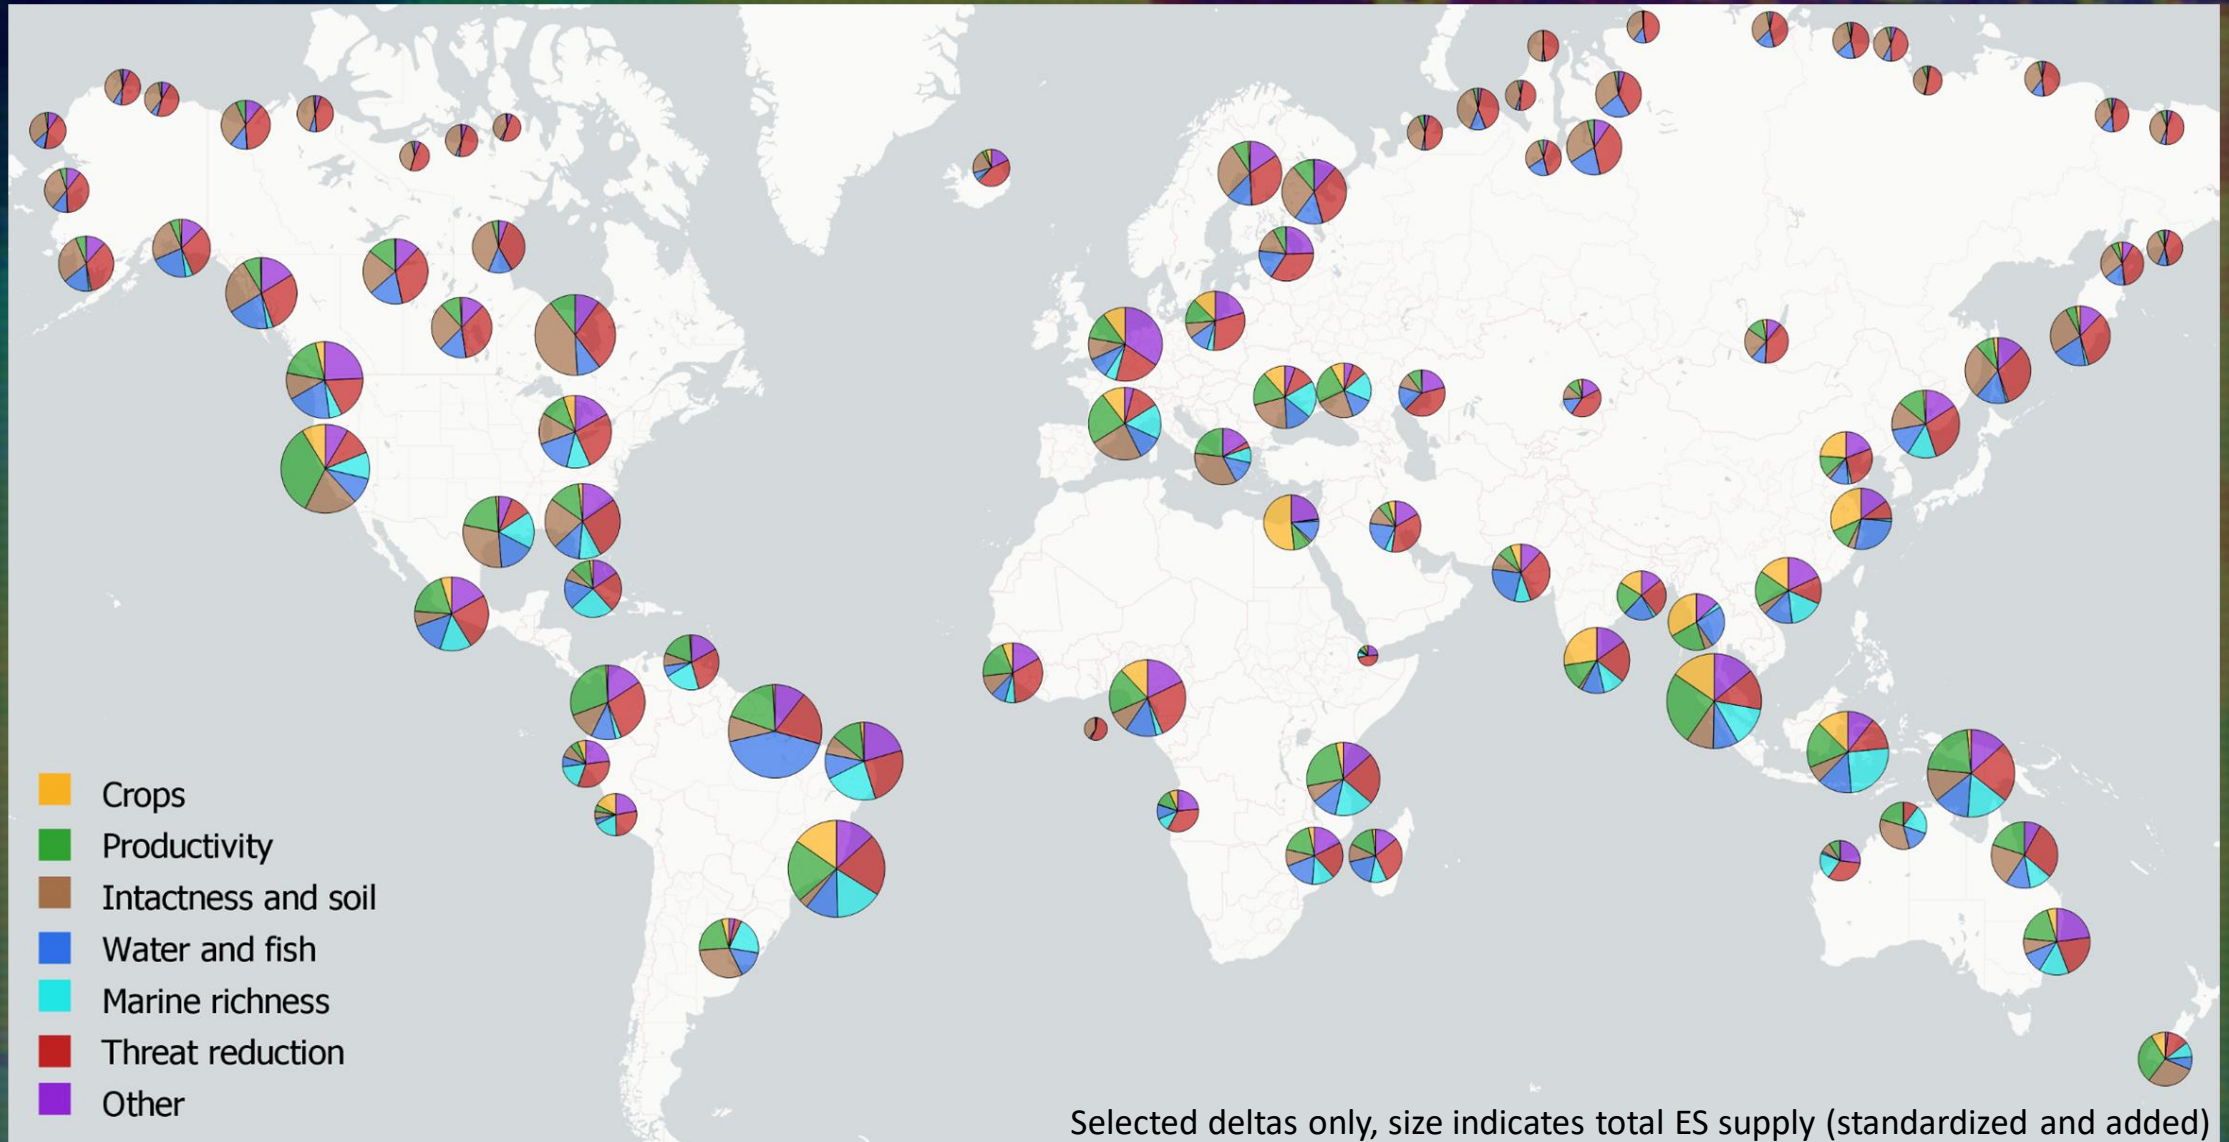 Crops
Productivity
Intactness and soil
Water and fish
Marine richness
Threat reduction
Other
Selected deltas only, size indicates total ES supply (standardized and added)